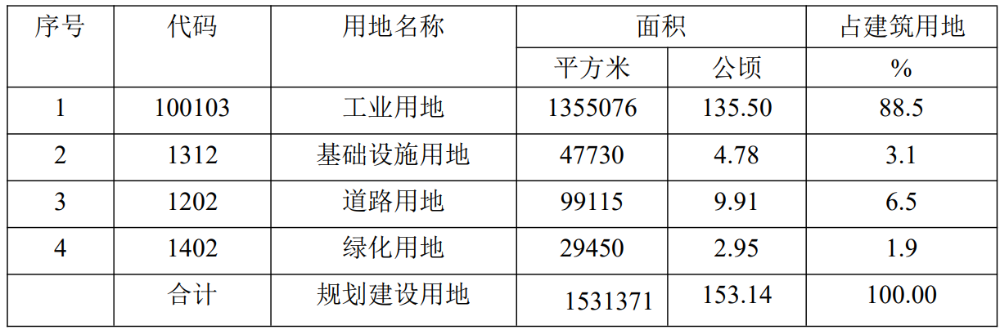 序号 代码 用地名称 面积 占建筑用地
平方米 公顷 %
1 100103 工业用地 1355076 135.50 88.5
2 1312 基础设施用地 47730 4.78 3.1
3 1202 道路用地 99115 9.91 6.5
4 1402 绿化用地 29450 2.95 1.9
合计 规划建设用地 1531371 153.14 100.00